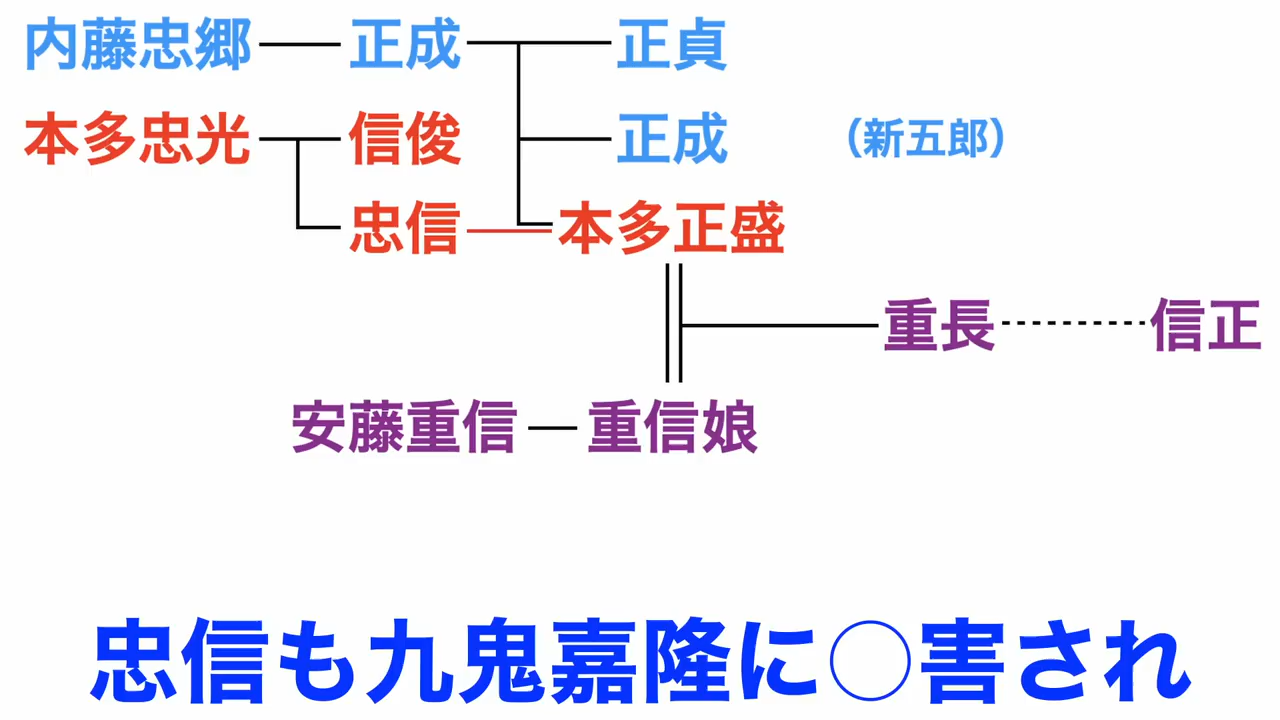 内藤忠郷 正成 正貞
本多忠光 信俊 正成 （新五郎）
忠信 本多正盛
重長 信正
安藤重信 重信娘
忠信も九鬼嘉隆に◯害され